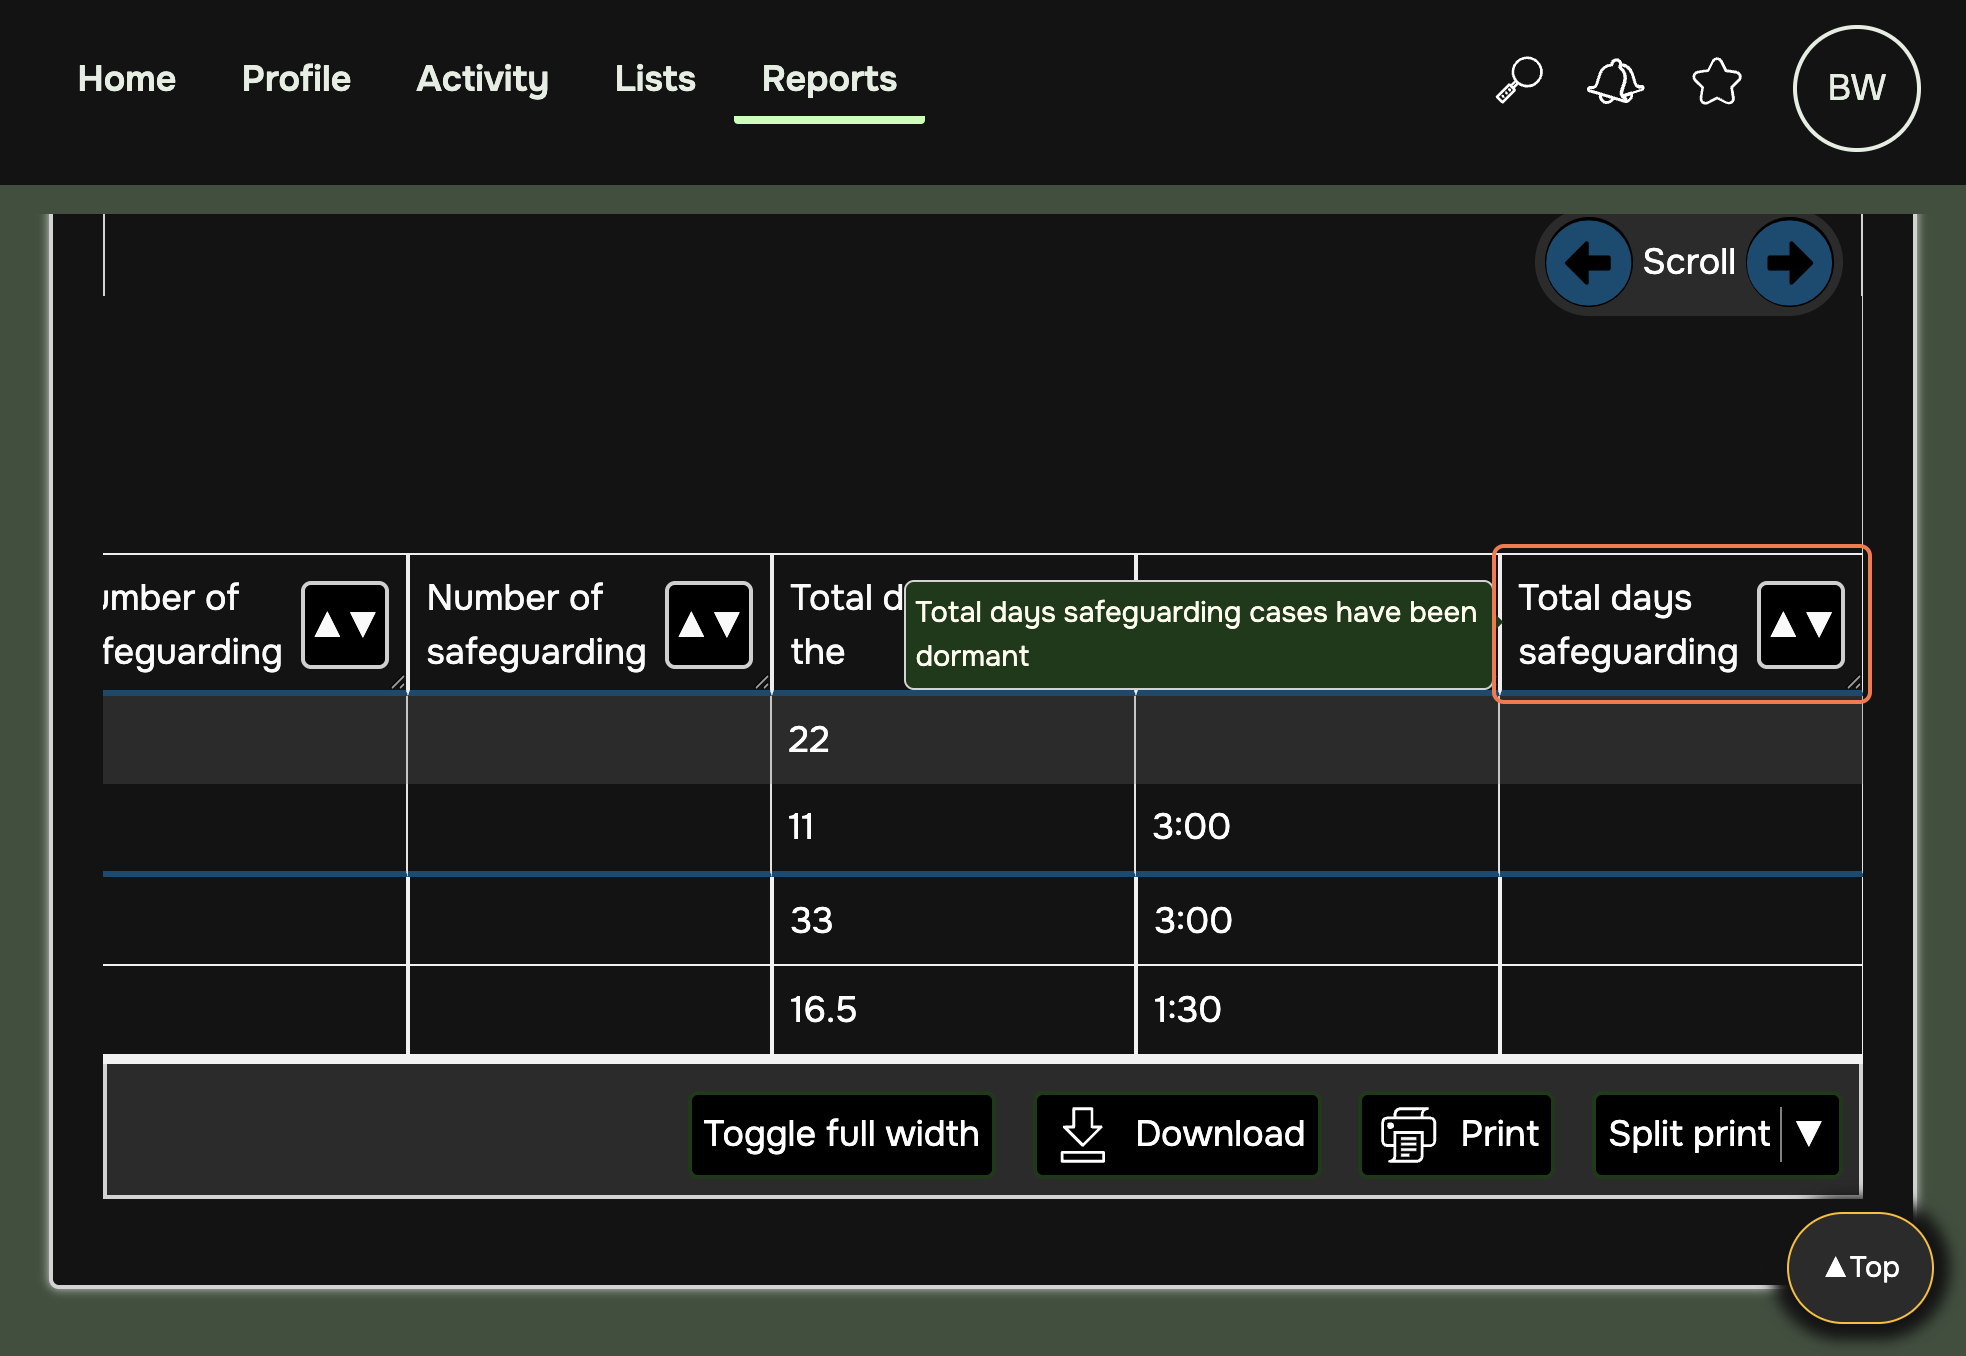 Home Profile Activity Lists Reports BW
Scroll
umber of
feguarding
▲▼
Number of
safeguarding
▲▼
Total d
the
Total days safeguarding cases have been
dormant
Total days
safeguarding
▲▼
22
11 3:00
33 3:00
16.5 1:30
Toggle full width Download Print Split print ▼
▲Top